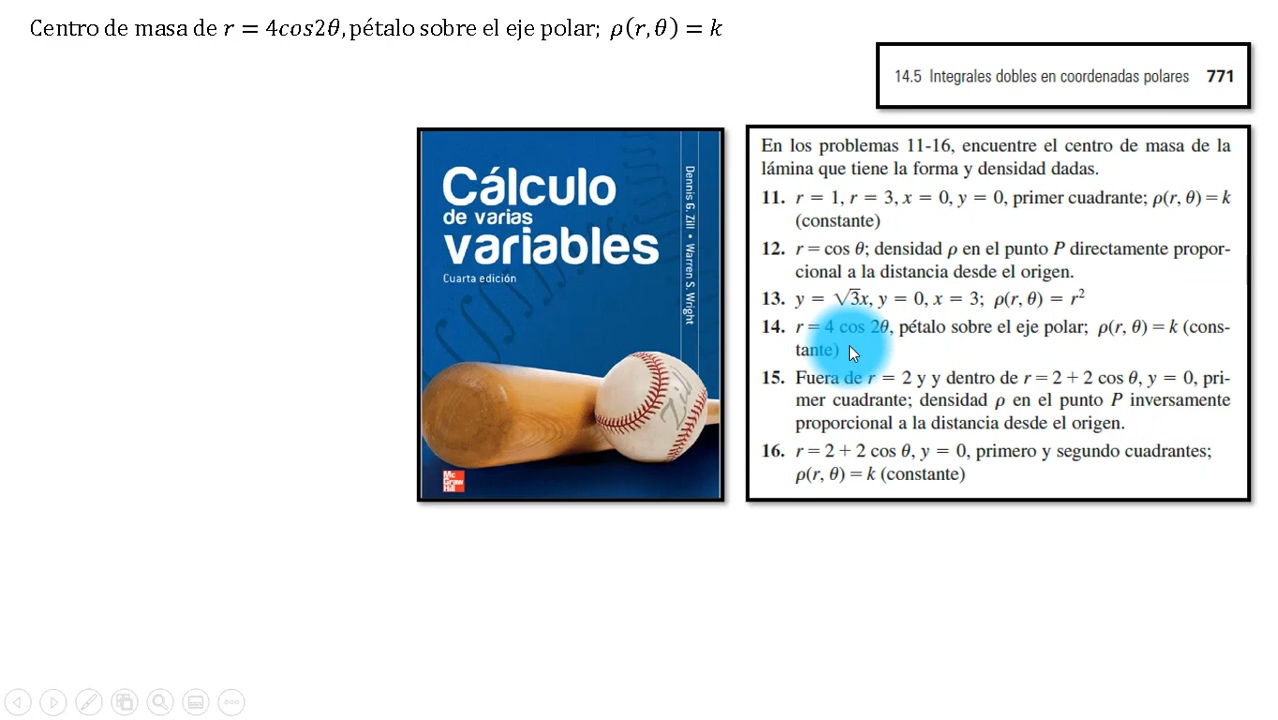 Centro de masa de r = 4cos2θ, pétalo sobre el eje polar; ρ(r, θ) = k
14.5 Integrales dobles en coordenadas polares 771
Cálculo
de varias
variables
Cuarta edición
Dennis G. Zill • Warren S. Wright
Zill
Mc
Graw
Hill
En los problemas 11-16, encuentre el centro de masa de la
lámina que tiene la forma y densidad dadas.
11. r = 1, r = 3, x = 0, y = 0, primer cuadrante; ρ(r, θ) = k
(constante)
12. r = cos θ; densidad ρ en el punto P directamente propor-
cional a la distancia desde el origen.
13. y = √3x, y = 0, x = 3; ρ(r, θ) = r²
14. r = 4 cos 2θ, pétalo sobre el eje polar; ρ(r, θ) = k (cons-
tante)
15. Fuera de r = 2 y y dentro de r = 2 + 2 cos θ, y = 0, pri-
mer cuadrante; densidad ρ en el punto P inversamente
proporcional a la distancia desde el origen.
16. r = 2 + 2 cos θ, y = 0, primero y segundo cuadrantes;
ρ(r, θ) = k (constante)